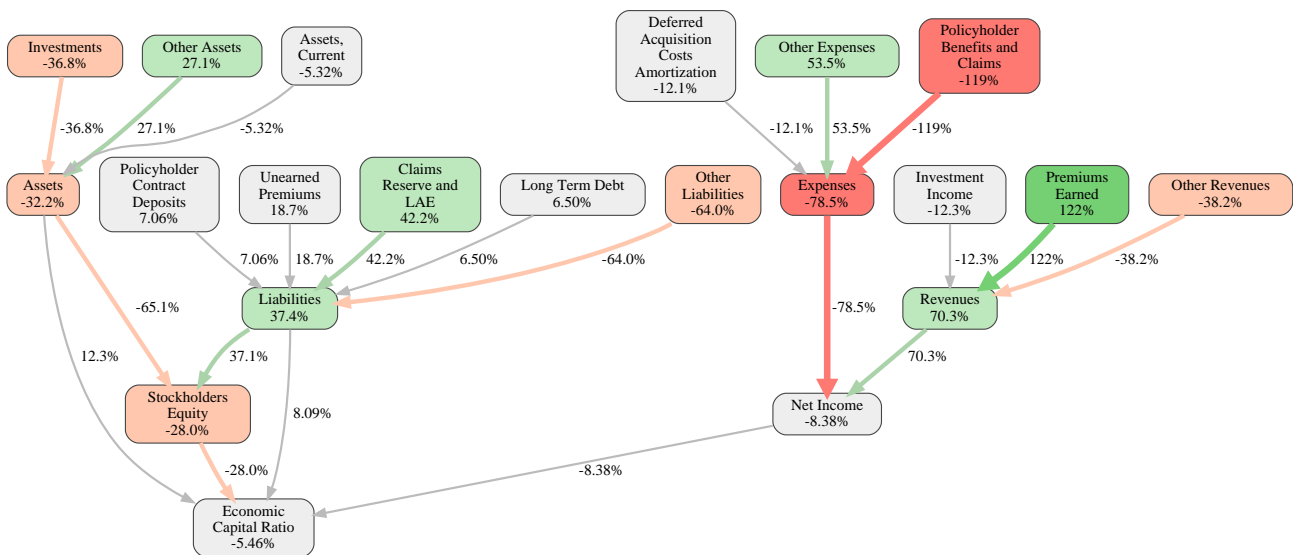 Investments
-36.8%
Other Assets
27.1%
Assets,
Current
-5.32%
Deferred
Acquisition
Costs
Amortization
-12.1%
Other Expenses
53.5%
Policyholder
Benefits and
Claims
-119%
-36.8%
27.1%
-5.32%
-12.1%
53.5%
-119%
Assets
-32.2%
Policyholder
Contract
Deposits
7.06%
Unearned
Premiums
18.7%
Claims
Reserve and
LAE
42.2%
Long Term Debt
6.50%
Other
Liabilities
-64.0%
Expenses
-78.5%
Investment
Income
-12.3%
Premiums
Earned
122%
Other Revenues
-38.2%
7.06%
18.7%
42.2%
6.50%
-64.0%
-12.3%
122%
-38.2%
-65.1%
Liabilities
37.4%
-78.5%
Revenues
70.3%
12.3%
37.1%
70.3%
Stockholders
Equity
-28.0%
8.09%
Net Income
-8.38%
-28.0%
-8.38%
Economic
Capital Ratio
-5.46%